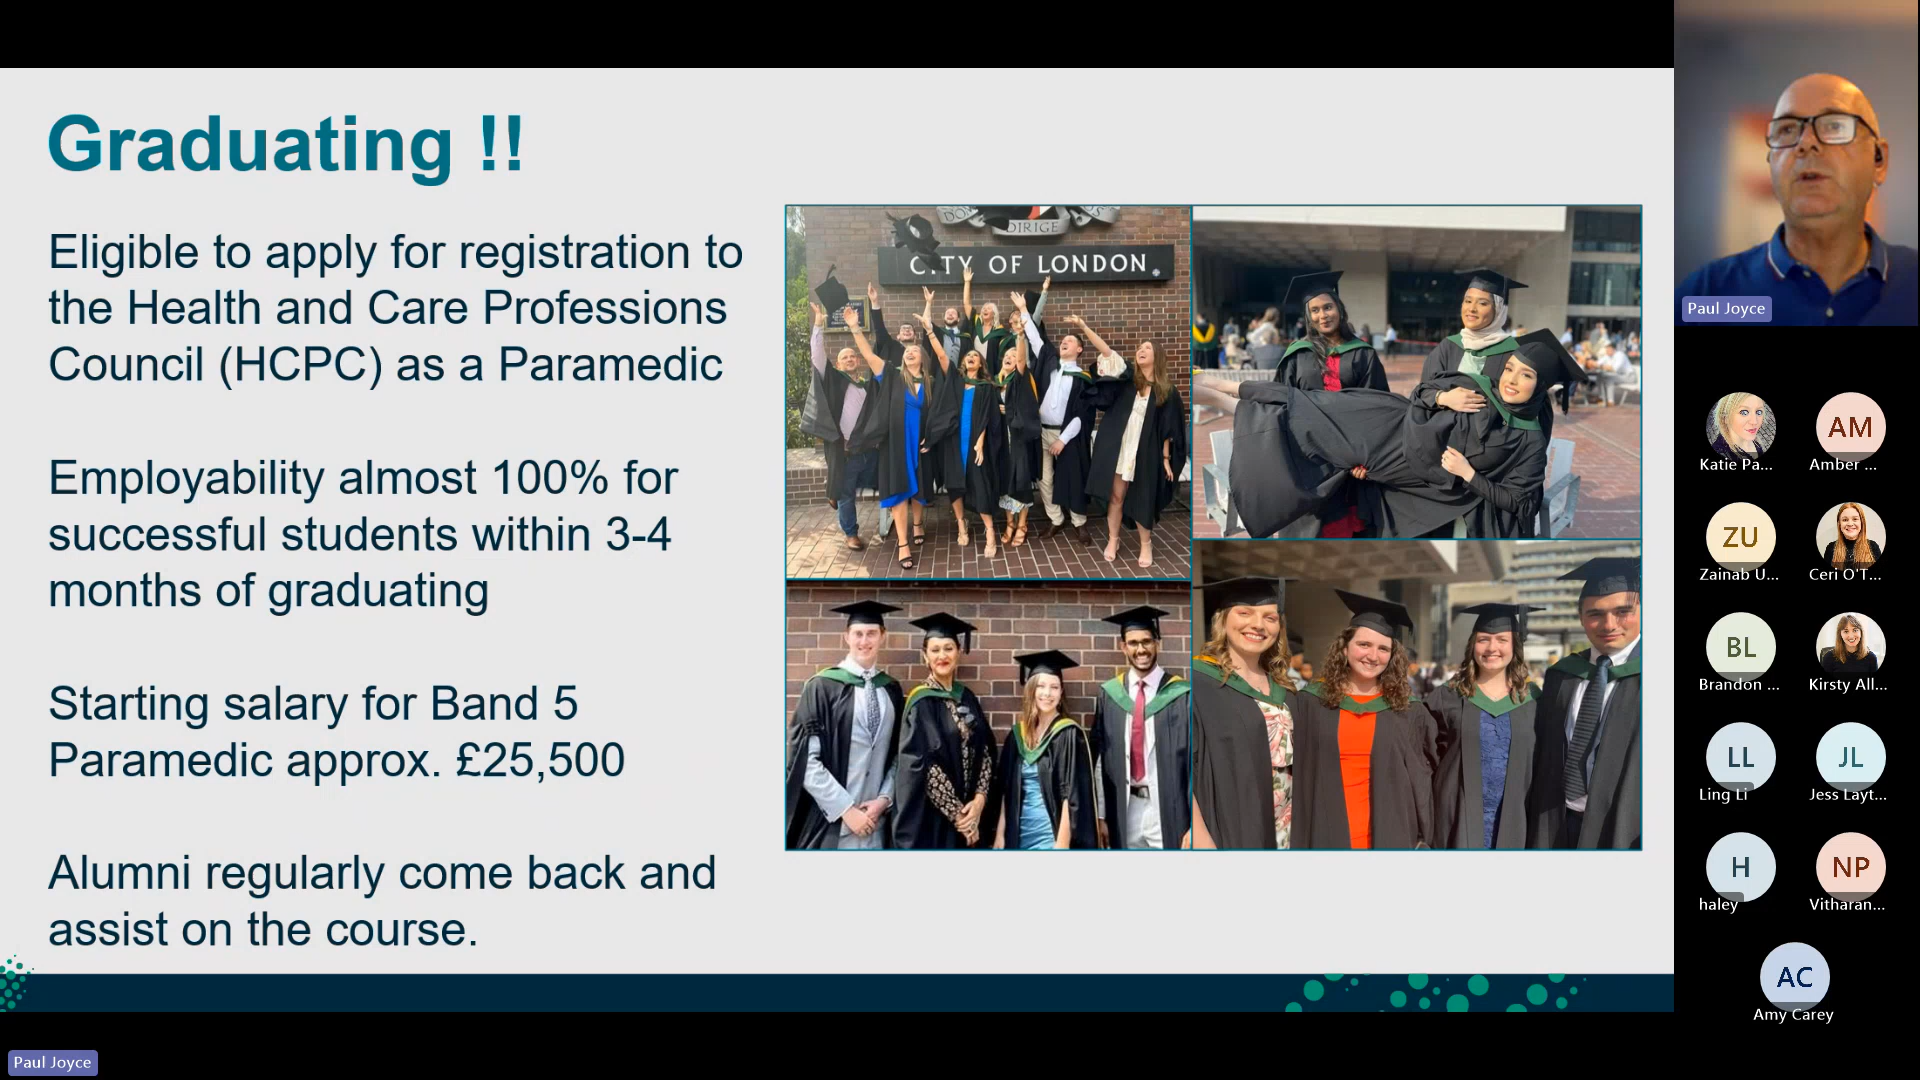 Graduating !!
Eligible to apply for registration to
the Health and Care Professions
Council (HCPC) as a Paramedic
Employability almost 100% for
successful students within 3-4
months of graduating
Starting salary for Band 5
Paramedic approx. £25,500
Alumni regularly come back and
assist on the course.
DIRIGE
CITY OF LONDON
Paul Joyce
Katie Pa...
AM
Amber ...
ZU
Zainab U...
Ceri O'T...
BL
Brandon ...
Kirsty All...
LL
Ling Li
JL
Jess Layt...
H
haley
NP
Vitharan...
AC
Amy Carey
Paul Joyce